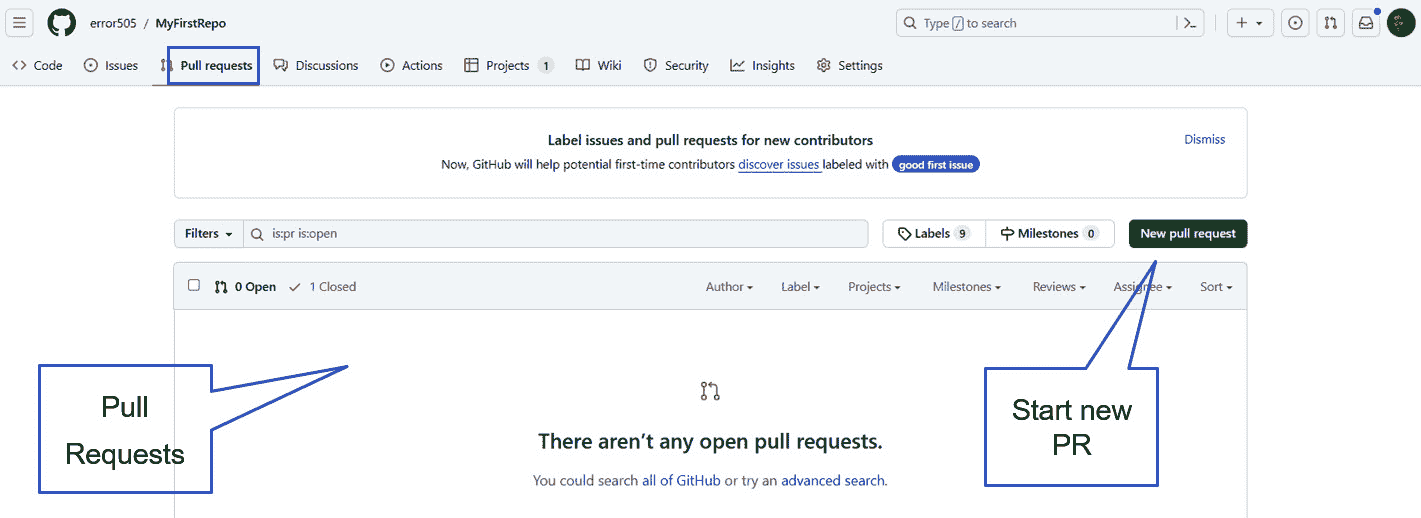 error505 / MyFirstRepo
Type / to search
Code Issues Pull requests Discussions Actions Projects 1 Wiki Security Insights Settings
Label issues and pull requests for new contributors
Dismiss
Now, GitHub will help potential first-time contributors discover issues labeled with good first issue
Filters is:pr is:open Labels 9 Milestones 0 New pull request
0 Open 1 Closed Author Label Projects Milestones Reviews Assignee Sort
Pull
Requests
Start new
PR
There aren't any open pull requests.
You could search all of GitHub or try an advanced search.